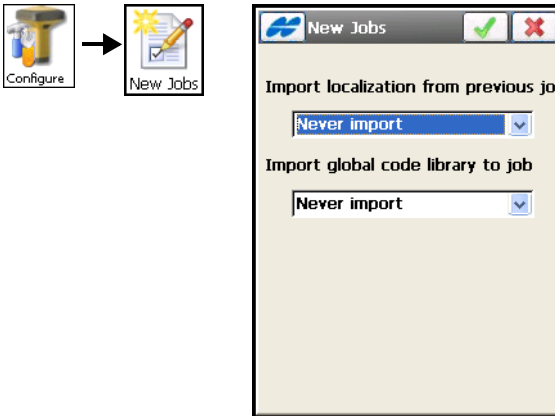 Configure
New Jobs
New Jobs
Import localization from previous jo
Never import
Import global code library to job
Never import